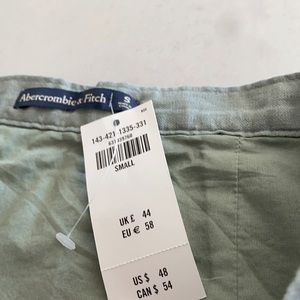 Abercrombie & Fitch
S
143-421 1335-331
SMALL
UK £ 44
EU € 58
US $ 48
CAN $ 54